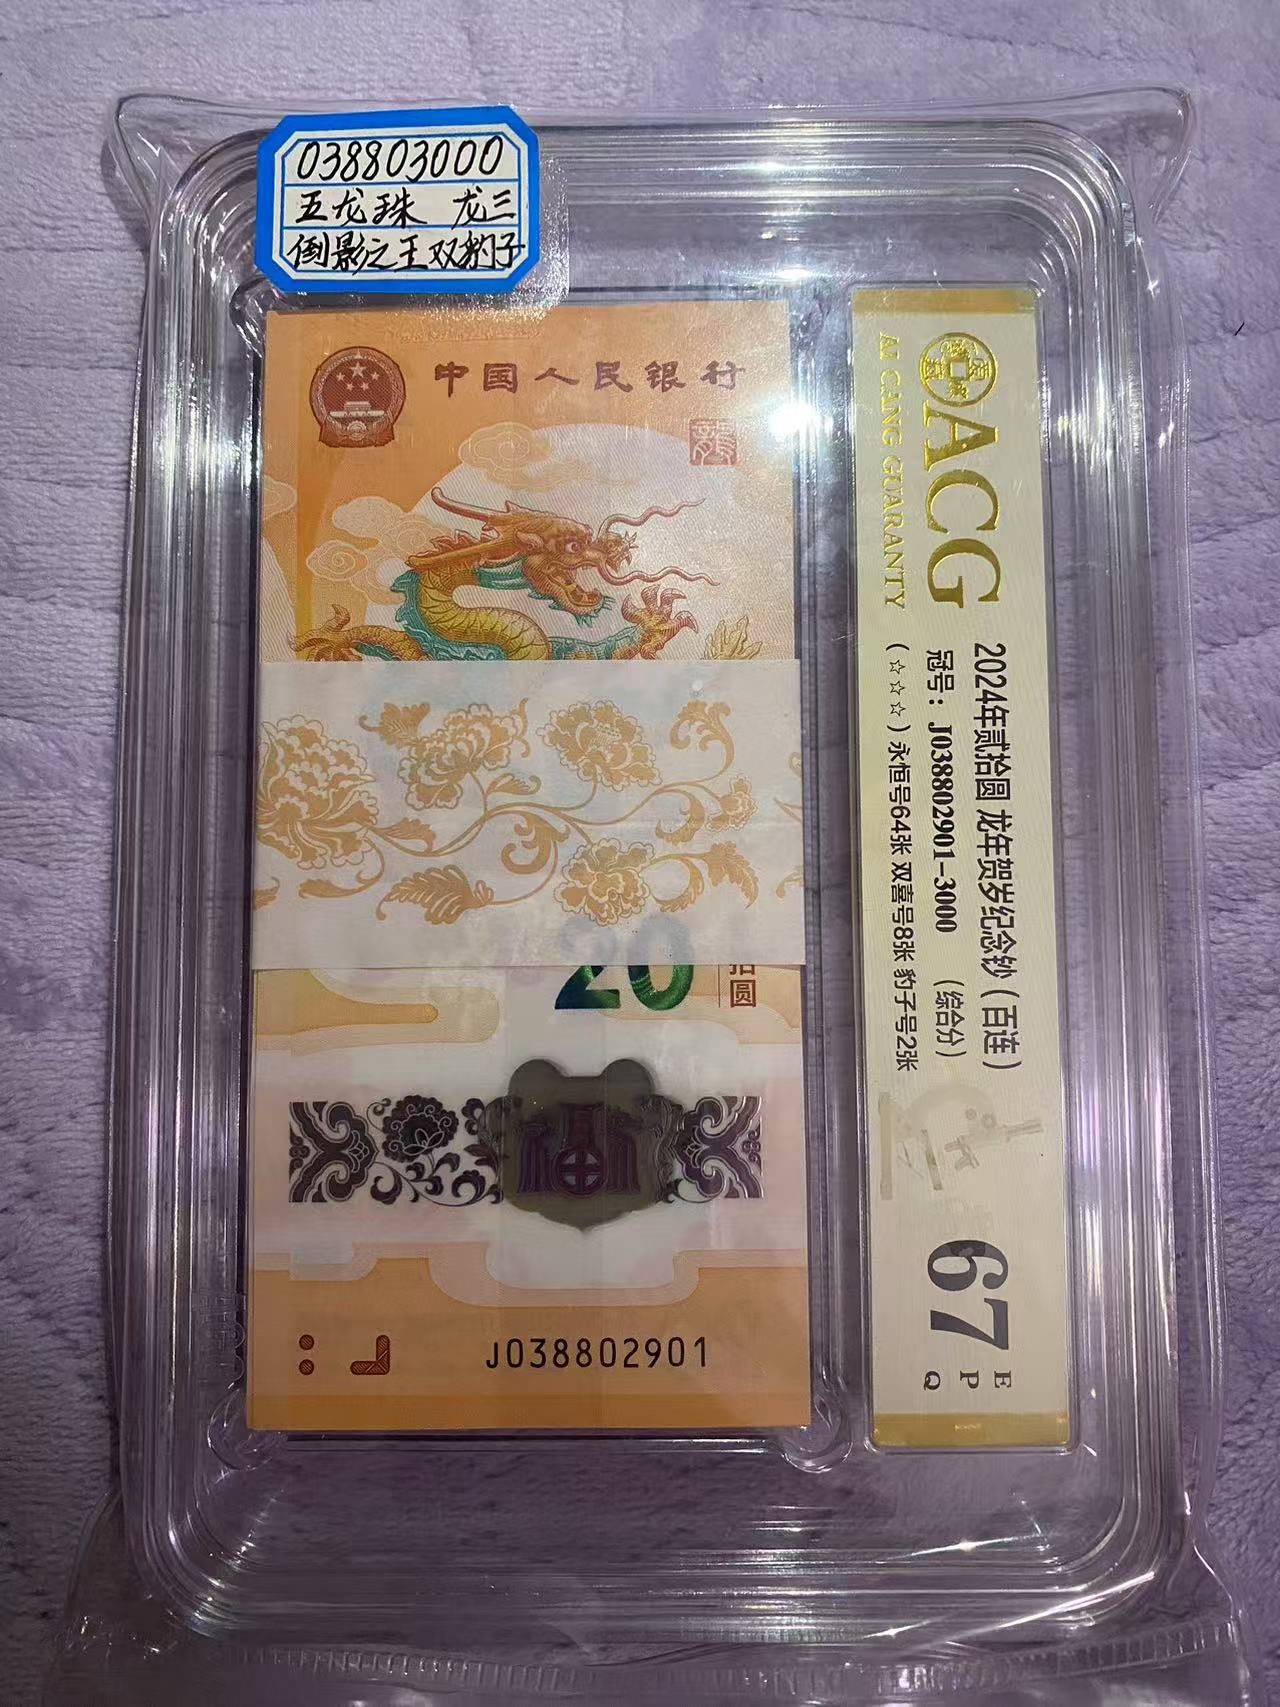 038803000
五龙珠 龙三
倒影之王双豹子
中国人民银行
龍
20
拾圆
福
J038802901
ACG
AI CANG GUARANTY
2024年贰拾圆 龙年贺岁纪念钞（百连）
冠号：J038802901-3000 （综合分）
（☆☆☆）永恒号64张 双喜号8张 豹子号2张
67
E
P
Q